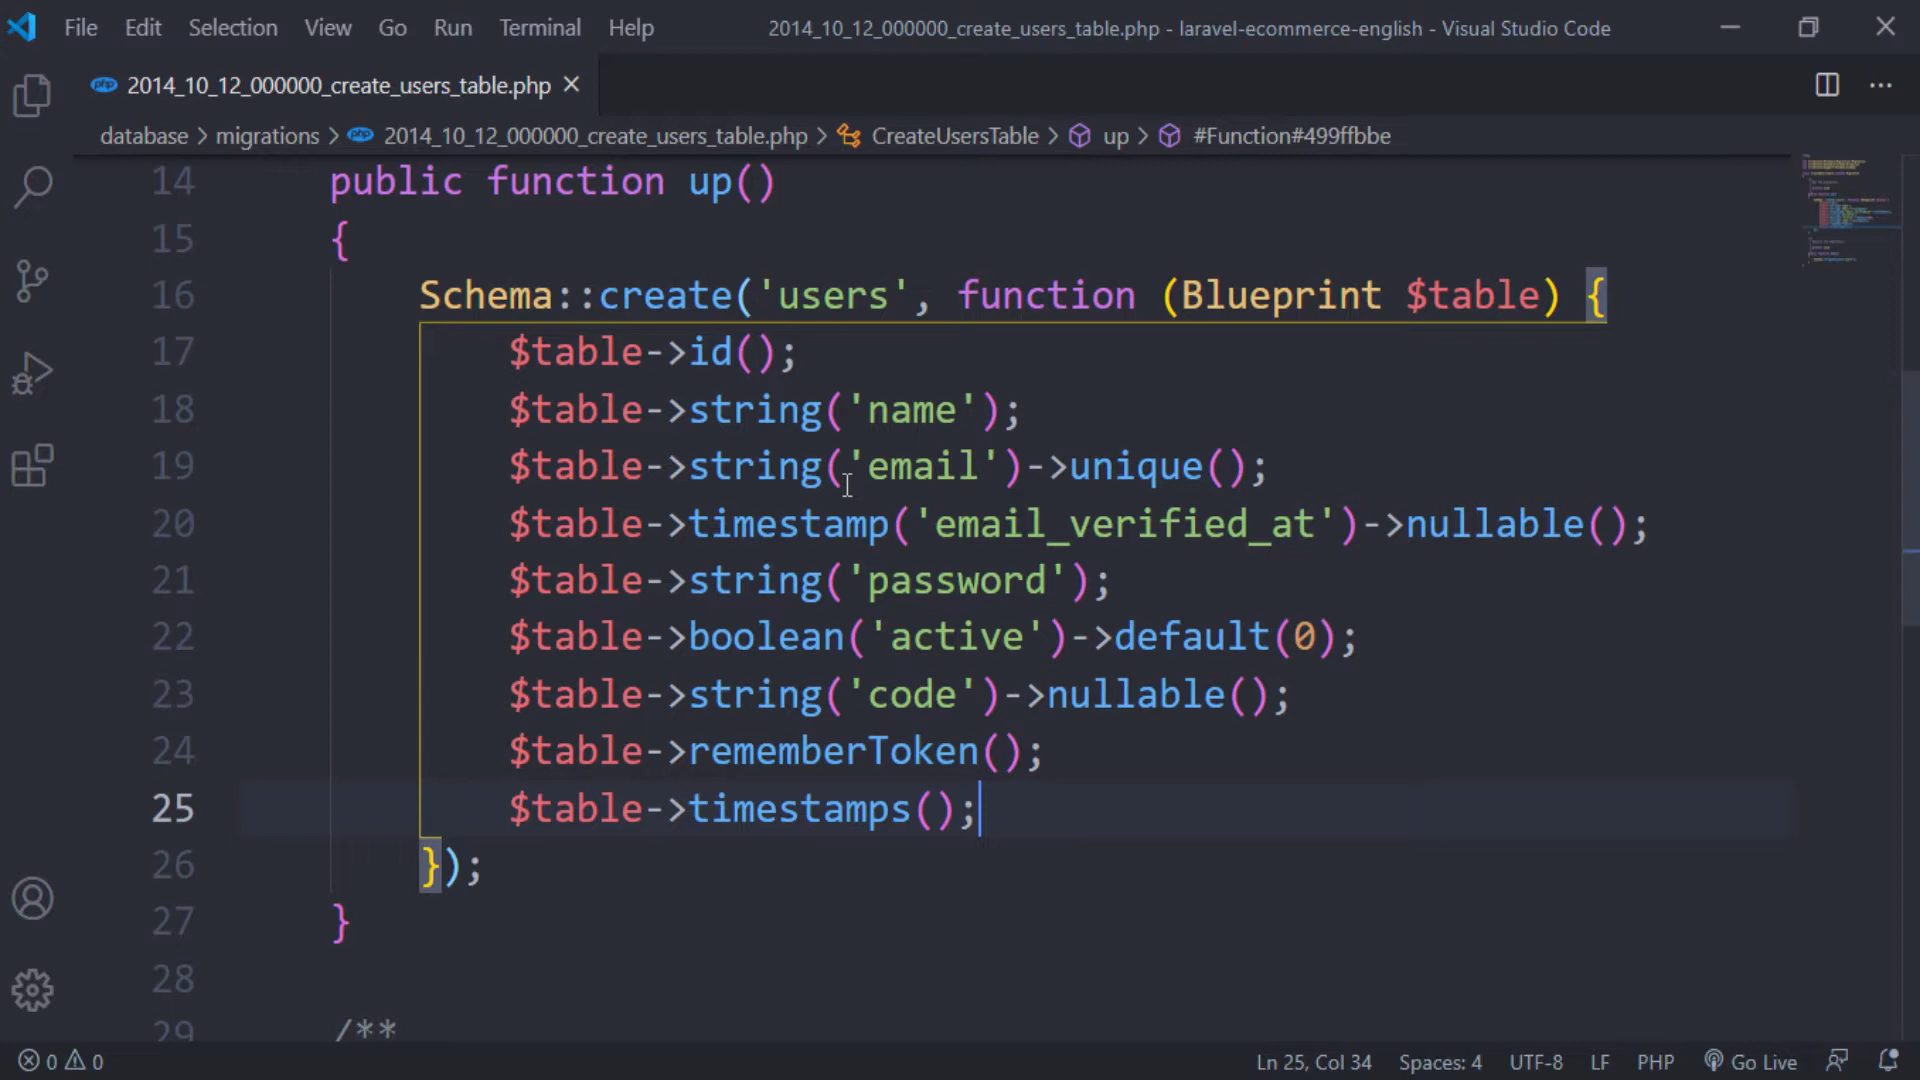 File Edit Selection View Go Run Terminal Help 2014_10_12_000000_create_users_table.php - laravel-ecommerce-english - Visual Studio Code
php 2014_10_12_000000_create_users_table.php
database > migrations > php 2014_10_12_000000_create_users_table.php > CreateUsersTable > up > #Function#499ffbbe
14 public function up()
15 {
16 Schema::create('users', function (Blueprint $table) {
17 $table->id();
18 $table->string('name');
19 $table->string('email')->unique();
20 $table->timestamp('email_verified_at')->nullable();
21 $table->string('password');
22 $table->boolean('active')->default(0);
23 $table->string('code')->nullable();
24 $table->rememberToken();
25 $table->timestamps();
26 });
27 }
28
29 /**
0 0 Ln 25, Col 34 Spaces: 4 UTF-8 LF PHP Go Live